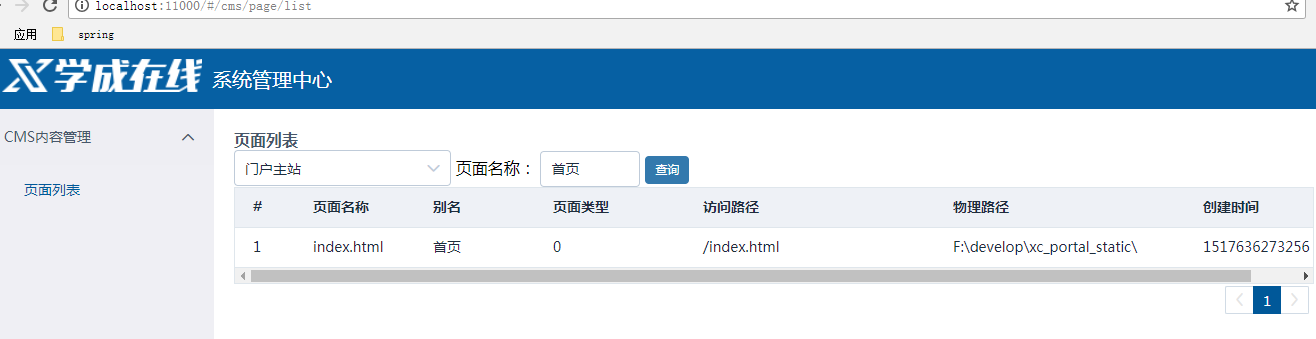 localhost:11000/#/cms/page/list
应用 spring
学成在线 系统管理中心
CMS内容管理
页面列表
页面列表
门户主站 页面名称： 首页 查询
# 页面名称 别名 页面类型 访问路径 物理路径 创建时间
1 index.html 首页 0 /index.html F:\develop\xc_portal_static\ 1517636273256
1